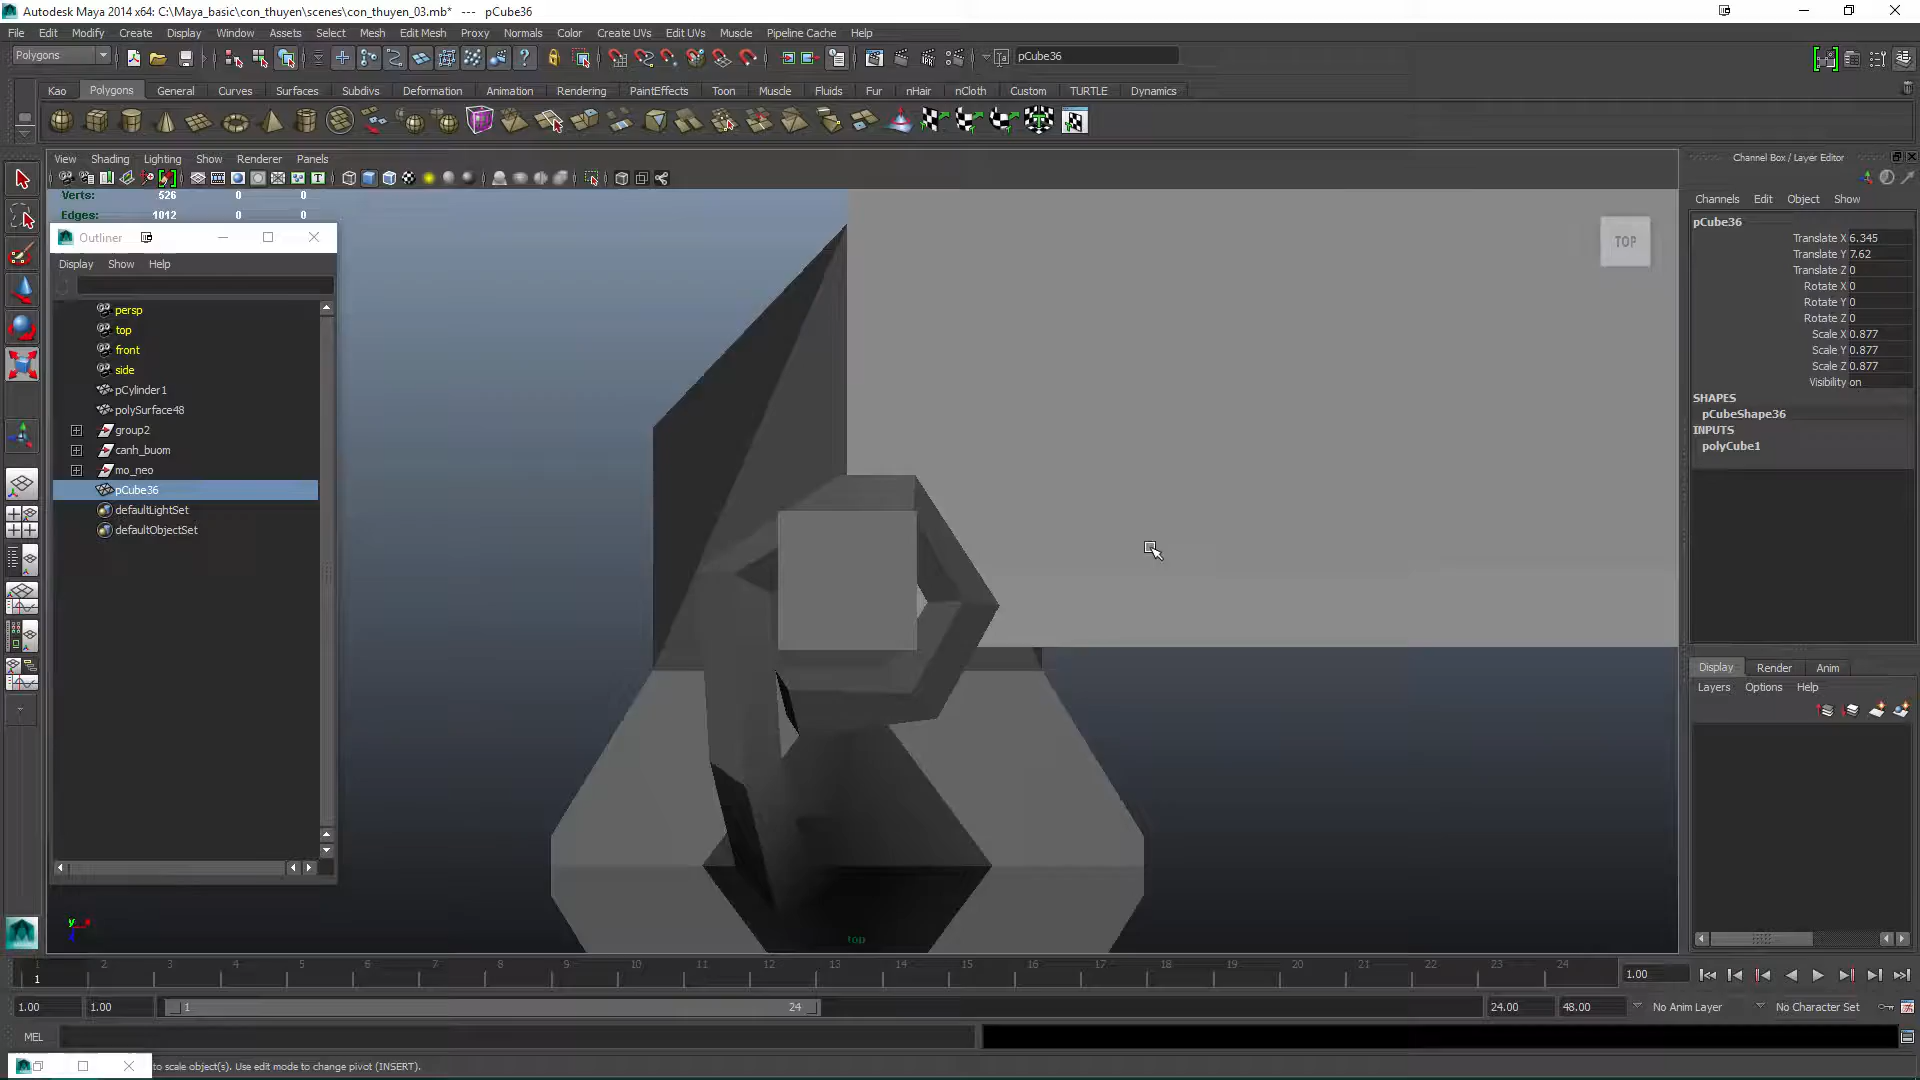 Autodesk Maya 2014 x64: C:\Maya_basic\con_thuyen\scenes\con_thuyen_03.mb* --- pCube36
File Edit Modify Create Display Window Assets Select Mesh Edit Mesh Proxy Normals Color Create UVs Edit UVs Muscle Pipeline Cache Help
Polygons pCube36
Kao Polygons General Curves Surfaces Subdivs Deformation Animation Rendering PaintEffects Toon Muscle Fluids Fur nHair nCloth Custom TURTLE Dynamics
View Shading Lighting Show Renderer Panels
Verts: 526 0 0
Edges: 1012 0 0
Outliner
Display Show Help
persp
top
front
side
pCylinder1
polySurface48
group2
canh_buom
mo_neo
pCube36
defaultLightSet
defaultObjectSet
TOP
top
y
Channel Box / Layer Editor
Channels Edit Object Show
pCube36
Translate X 6.345
Translate Y 7.62
Translate Z 0
Rotate X 0
Rotate Y 0
Rotate Z 0
Scale X 0.877
Scale Y 0.877
Scale Z 0.877
Visibility on
SHAPES
pCubeShape36
INPUTS
polyCube1
Display Render Anim
Layers Options Help
1 2 3 4 5 6 7 8 9 10 11 12 13 14 15 16 17 18 19 20 21 22 23 24
1 1.00
1.00 1.00 1 24 24.00 48.00 No Anim Layer No Character Set
MEL
to scale object(s). Use edit mode to change pivot (INSERT).